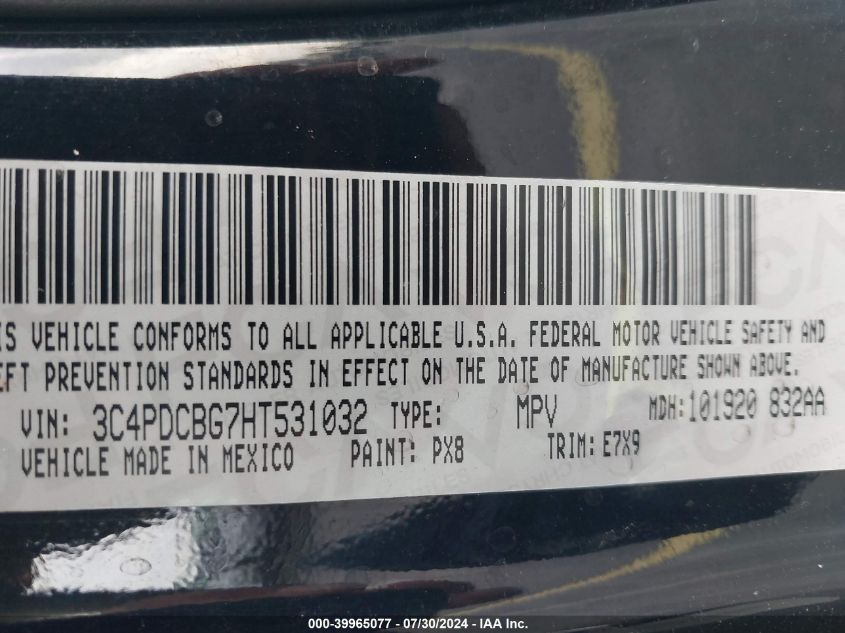 IS VEHICLE CONFORMS TO ALL APPLICABLE U.S.A. FEDERAL MOTOR VEHICLE SAFETY AND
EFT PREVENTION STANDARDS IN EFFECT ON THE DATE OF MANUFACTURE SHOWN ABOVE.
VIN: 3C4PDCBG7HT531032 TYPE: MPV MDH: 101920 832AA
VEHICLE MADE IN MEXICO PAINT: PX8 TRIM: E7X9
000-39965077 - 07/30/2024 - IAA Inc.